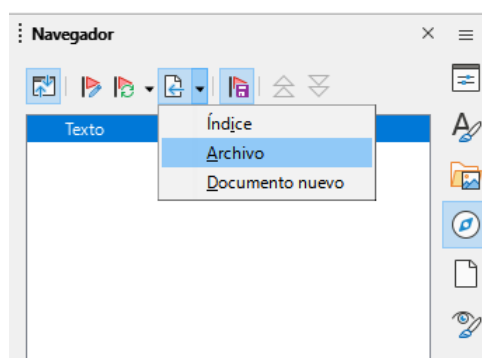 Navegador
Texto
Índice
Archivo
Documento nuevo